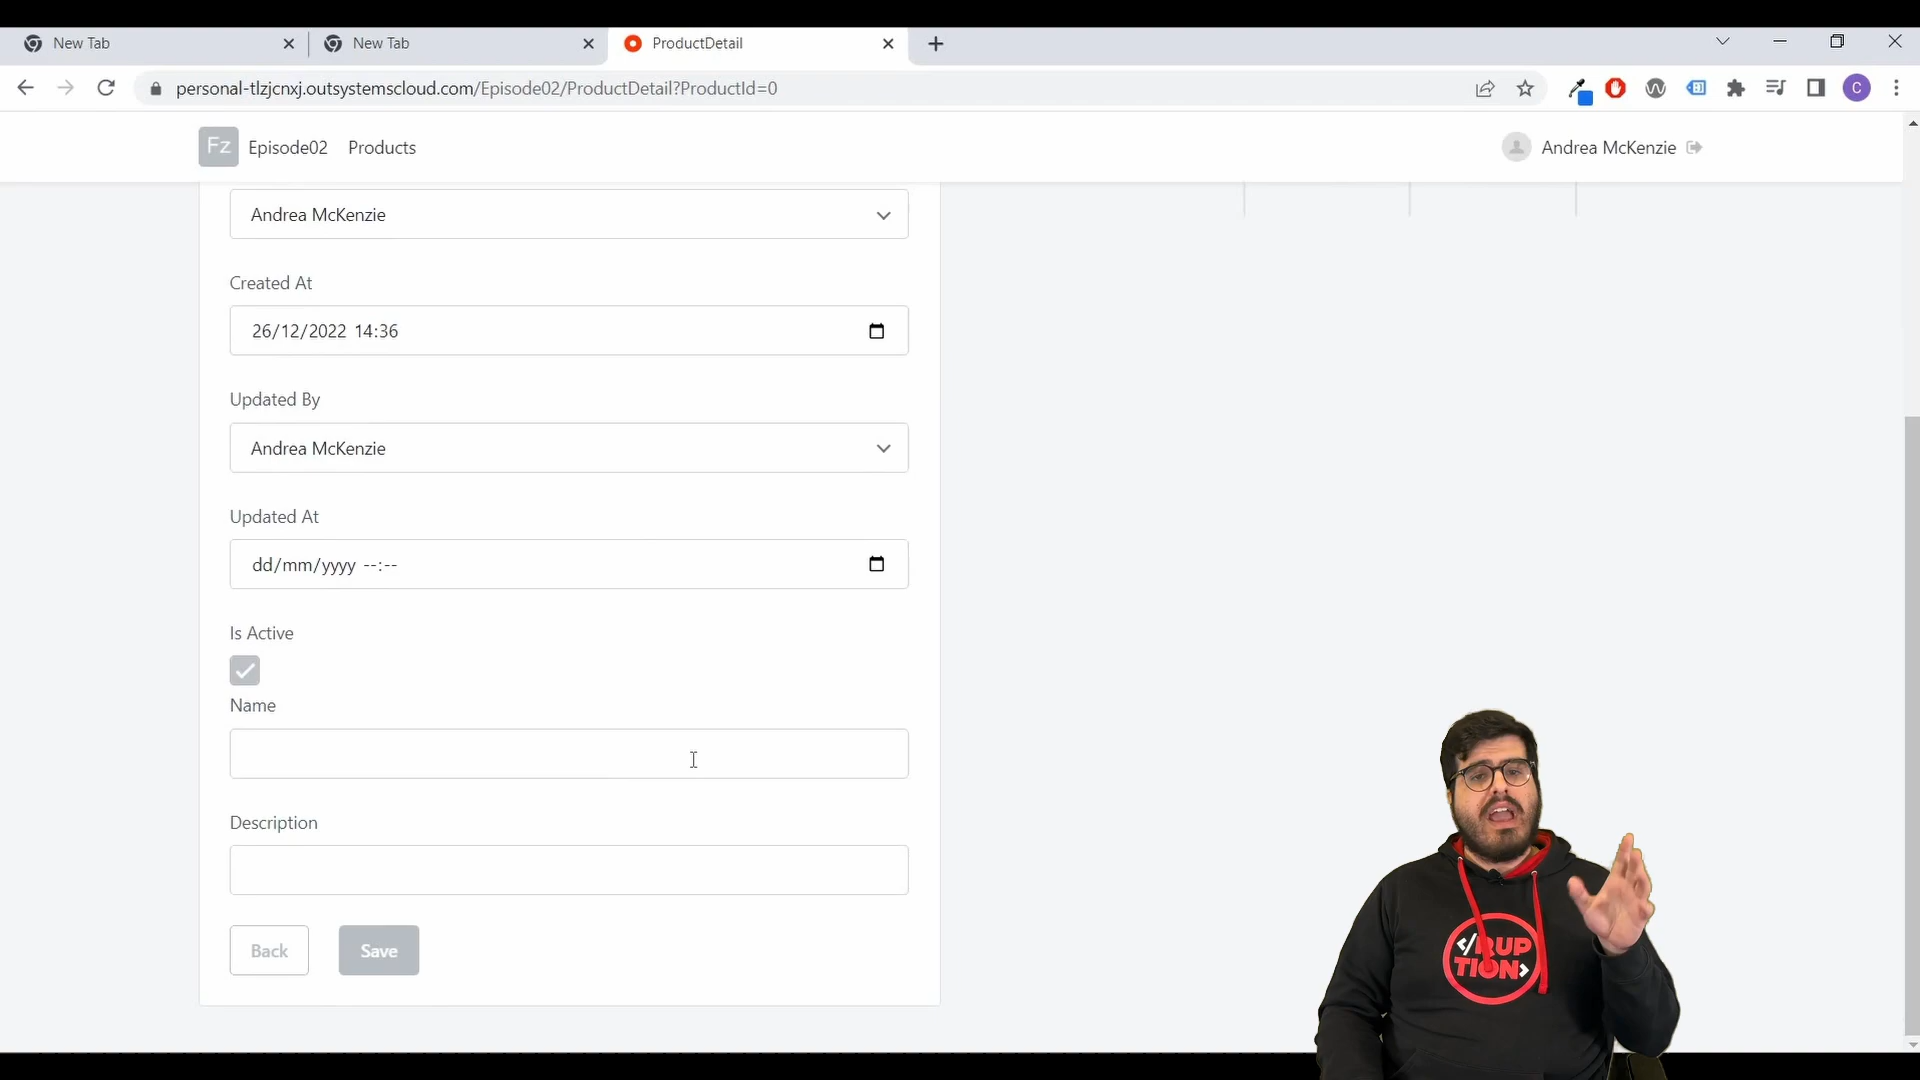 New Tab
New Tab
ProductDetail
personal-tlzjcnxj.outsystemscloud.com/Episode02/ProductDetail?ProductId=0
C
Fz
Episode02
Products
Andrea McKenzie
Andrea McKenzie
Created At
26/12/2022 14:36
Updated By
Andrea McKenzie
Updated At
dd/mm/yyyy --:--
Is Active
Name
Description
Back
Save
</RUP
TION>